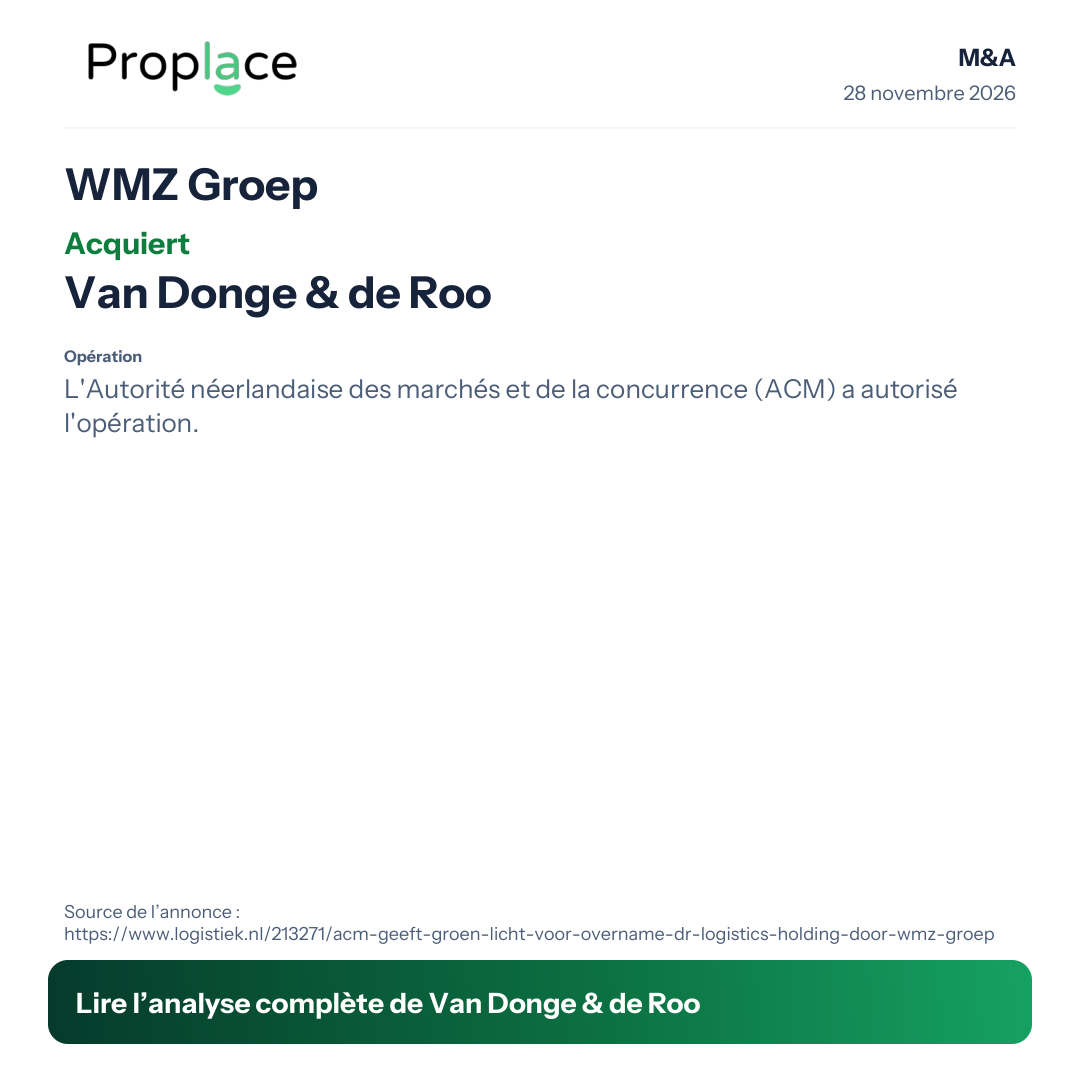 Proplace
M&A
28 novembre 2026
WMZ Groep
Acquiert
Van Donge & de Roo
Opération
L'Autorité néerlandaise des marchés et de la concurrence (ACM) a autorisé
l'opération.
Source de l’annonce :
https://www.logistiek.nl/213271/acm-geeft-groen-licht-voor-overname-dr-logistics-holding-door-wmz-groep
Lire l’analyse complète de Van Donge & de Roo